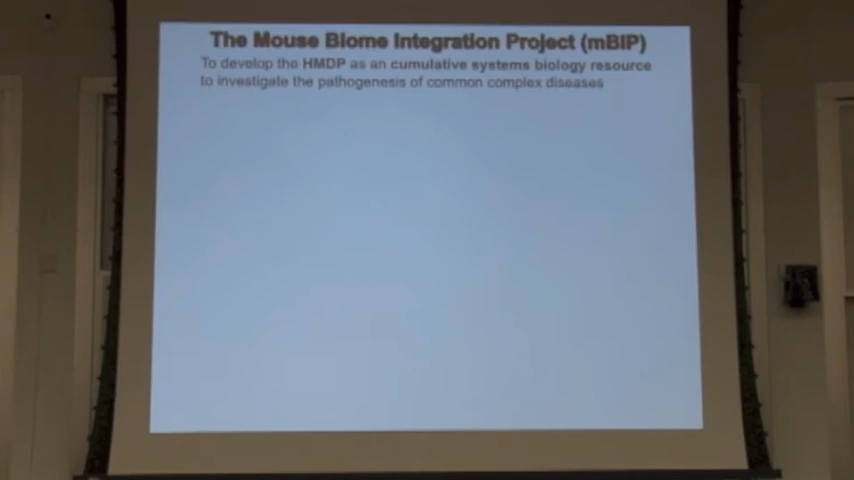 The Mouse Biome Integration Project (mBIP)
To develop the HMDP as an cumulative systems biology resource
to investigate the pathogenesis of common complex diseases